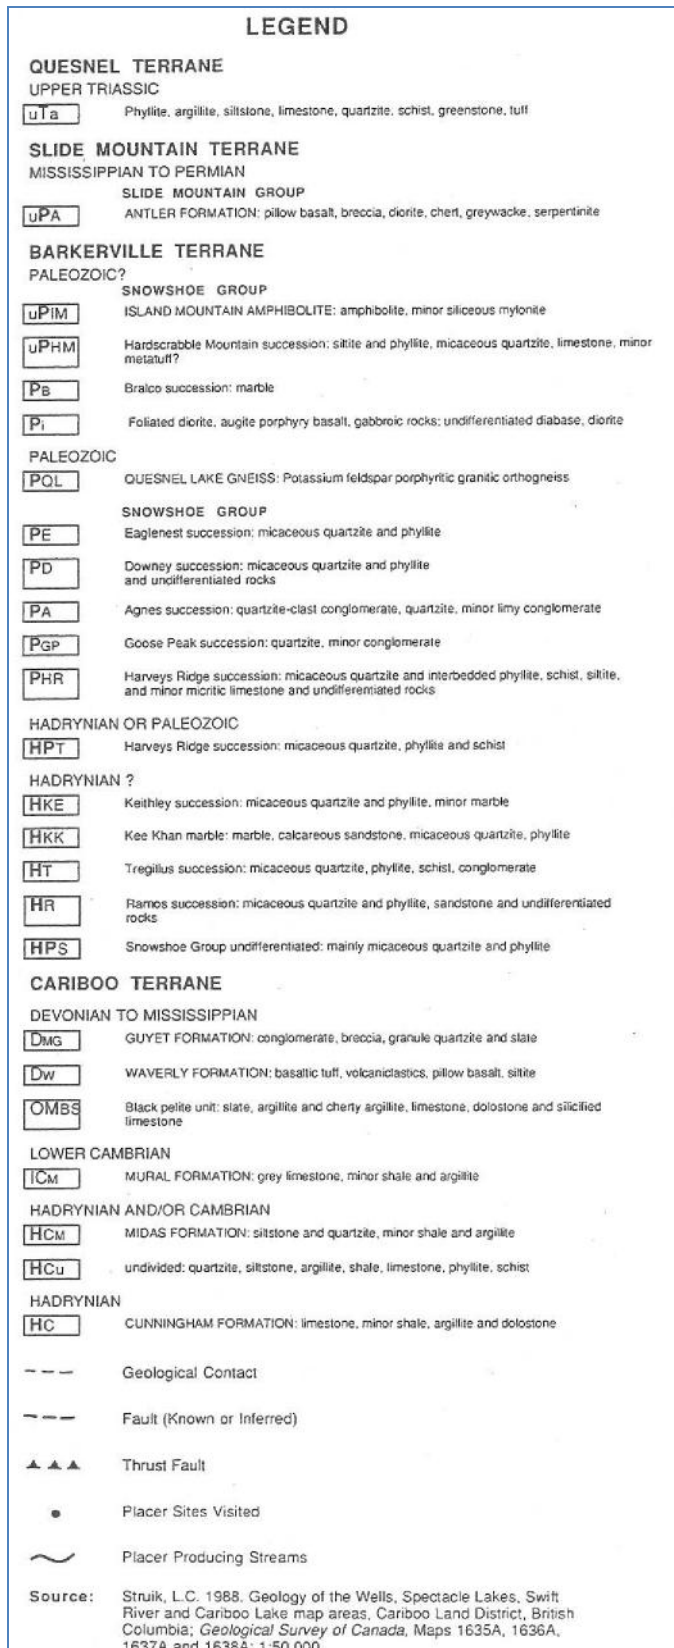 LEGEND
QUESNEL TERRANE
UPPER TRIASSIC
uTa Phyllite, argillite, siltstone, limestone, quartzite, schist, greenstone, tuff
SLIDE MOUNTAIN TERRANE
MISSISSIPPIAN TO PERMIAN
SLIDE MOUNTAIN GROUP
uPA ANTLER FORMATION: pillow basalt, breccia, diorite, chert, greywacke, serpentinite
BARKERVILLE TERRANE
PALEOZOIC?
SNOWSHOE GROUP
uPIM ISLAND MOUNTAIN AMPHIBOLITE: amphibolite, minor siliceous mylonite
uPHM Hardscrabble Mountain succession: siltite and phyllite, micaceous quartzite, limestone, minor
metatuff?
PB Bralco succession: marble
Pi Foliated diorite, augite porphyry basalt, gabbroic rocks; undifferentiated diabase, diorite
PALEOZOIC
PQL QUESNEL LAKE GNEISS: Potassium feldspar porphyritic granitic orthogneiss
SNOWSHOE GROUP
PE Eaglenest succession: micaceous quartzite and phyllite
PD Downey succession: micaceous quartzite and phyllite
and undifferentiated rocks
PA Agnes succession: quartzite-clast conglomerate, quartzite, minor limy conglomerate
PGP Goose Peak succession: quartzite, minor conglomerate
PHR Harveys Ridge succession: micaceous quartzite and interbedded phyllite, schist, siltite,
and minor micritic limestone and undifferentiated rocks
HADRYNIAN OR PALEOZOIC
HPT Harveys Ridge succession: micaceous quartzite, phyllite and schist
HADRYNIAN ?
HKE Keithley succession: micaceous quartzite and phyllite, minor marble
HKK Kee Khan marble: marble, calcareous sandstone, micaceous quartzite, phyllite
HT Tregillus succession: micaceous quartzite, phyllite, schist, conglomerate
HR Ramos succession: micaceous quartzite and phyllite, sandstone and undifferentiated
rocks
HPS Snowshoe Group undifferentiated: mainly micaceous quartzite and phyllite
CARIBOO TERRANE
DEVONIAN TO MISSISSIPPIAN
DMG GUYET FORMATION: conglomerate, breccia, granule quartzite and slate
DW WAVERLY FORMATION: basaltic tuff, volcaniclastics, pillow basalt, siltite
OMBS Black pelite unit: slate, argillite and cherty argillite, limestone, dolostone and silicified
limestone
LOWER CAMBRIAN
lCM MURAL FORMATION: grey limestone, minor shale and argillite
HADRYNIAN AND/OR CAMBRIAN
HCM MIDAS FORMATION: siltstone and quartzite, minor shale and argillite
HCu undivided: quartzite, siltstone, argillite, shale, limestone, phyllite, schist
HADRYNIAN
HC CUNNINGHAM FORMATION: limestone, minor shale, argillite and dolostone
Geological Contact
Fault (Known or Inferred)
Thrust Fault
Placer Sites Visited
Placer Producing Streams
Source: Struik, L.C. 1988. Geology of the Wells, Spectacle Lakes, Swift
River and Cariboo Lake map areas, Cariboo Land District, British
Columbia; Geological Survey of Canada, Maps 1635A, 1636A,
1637A and 1638A; 1:50 000